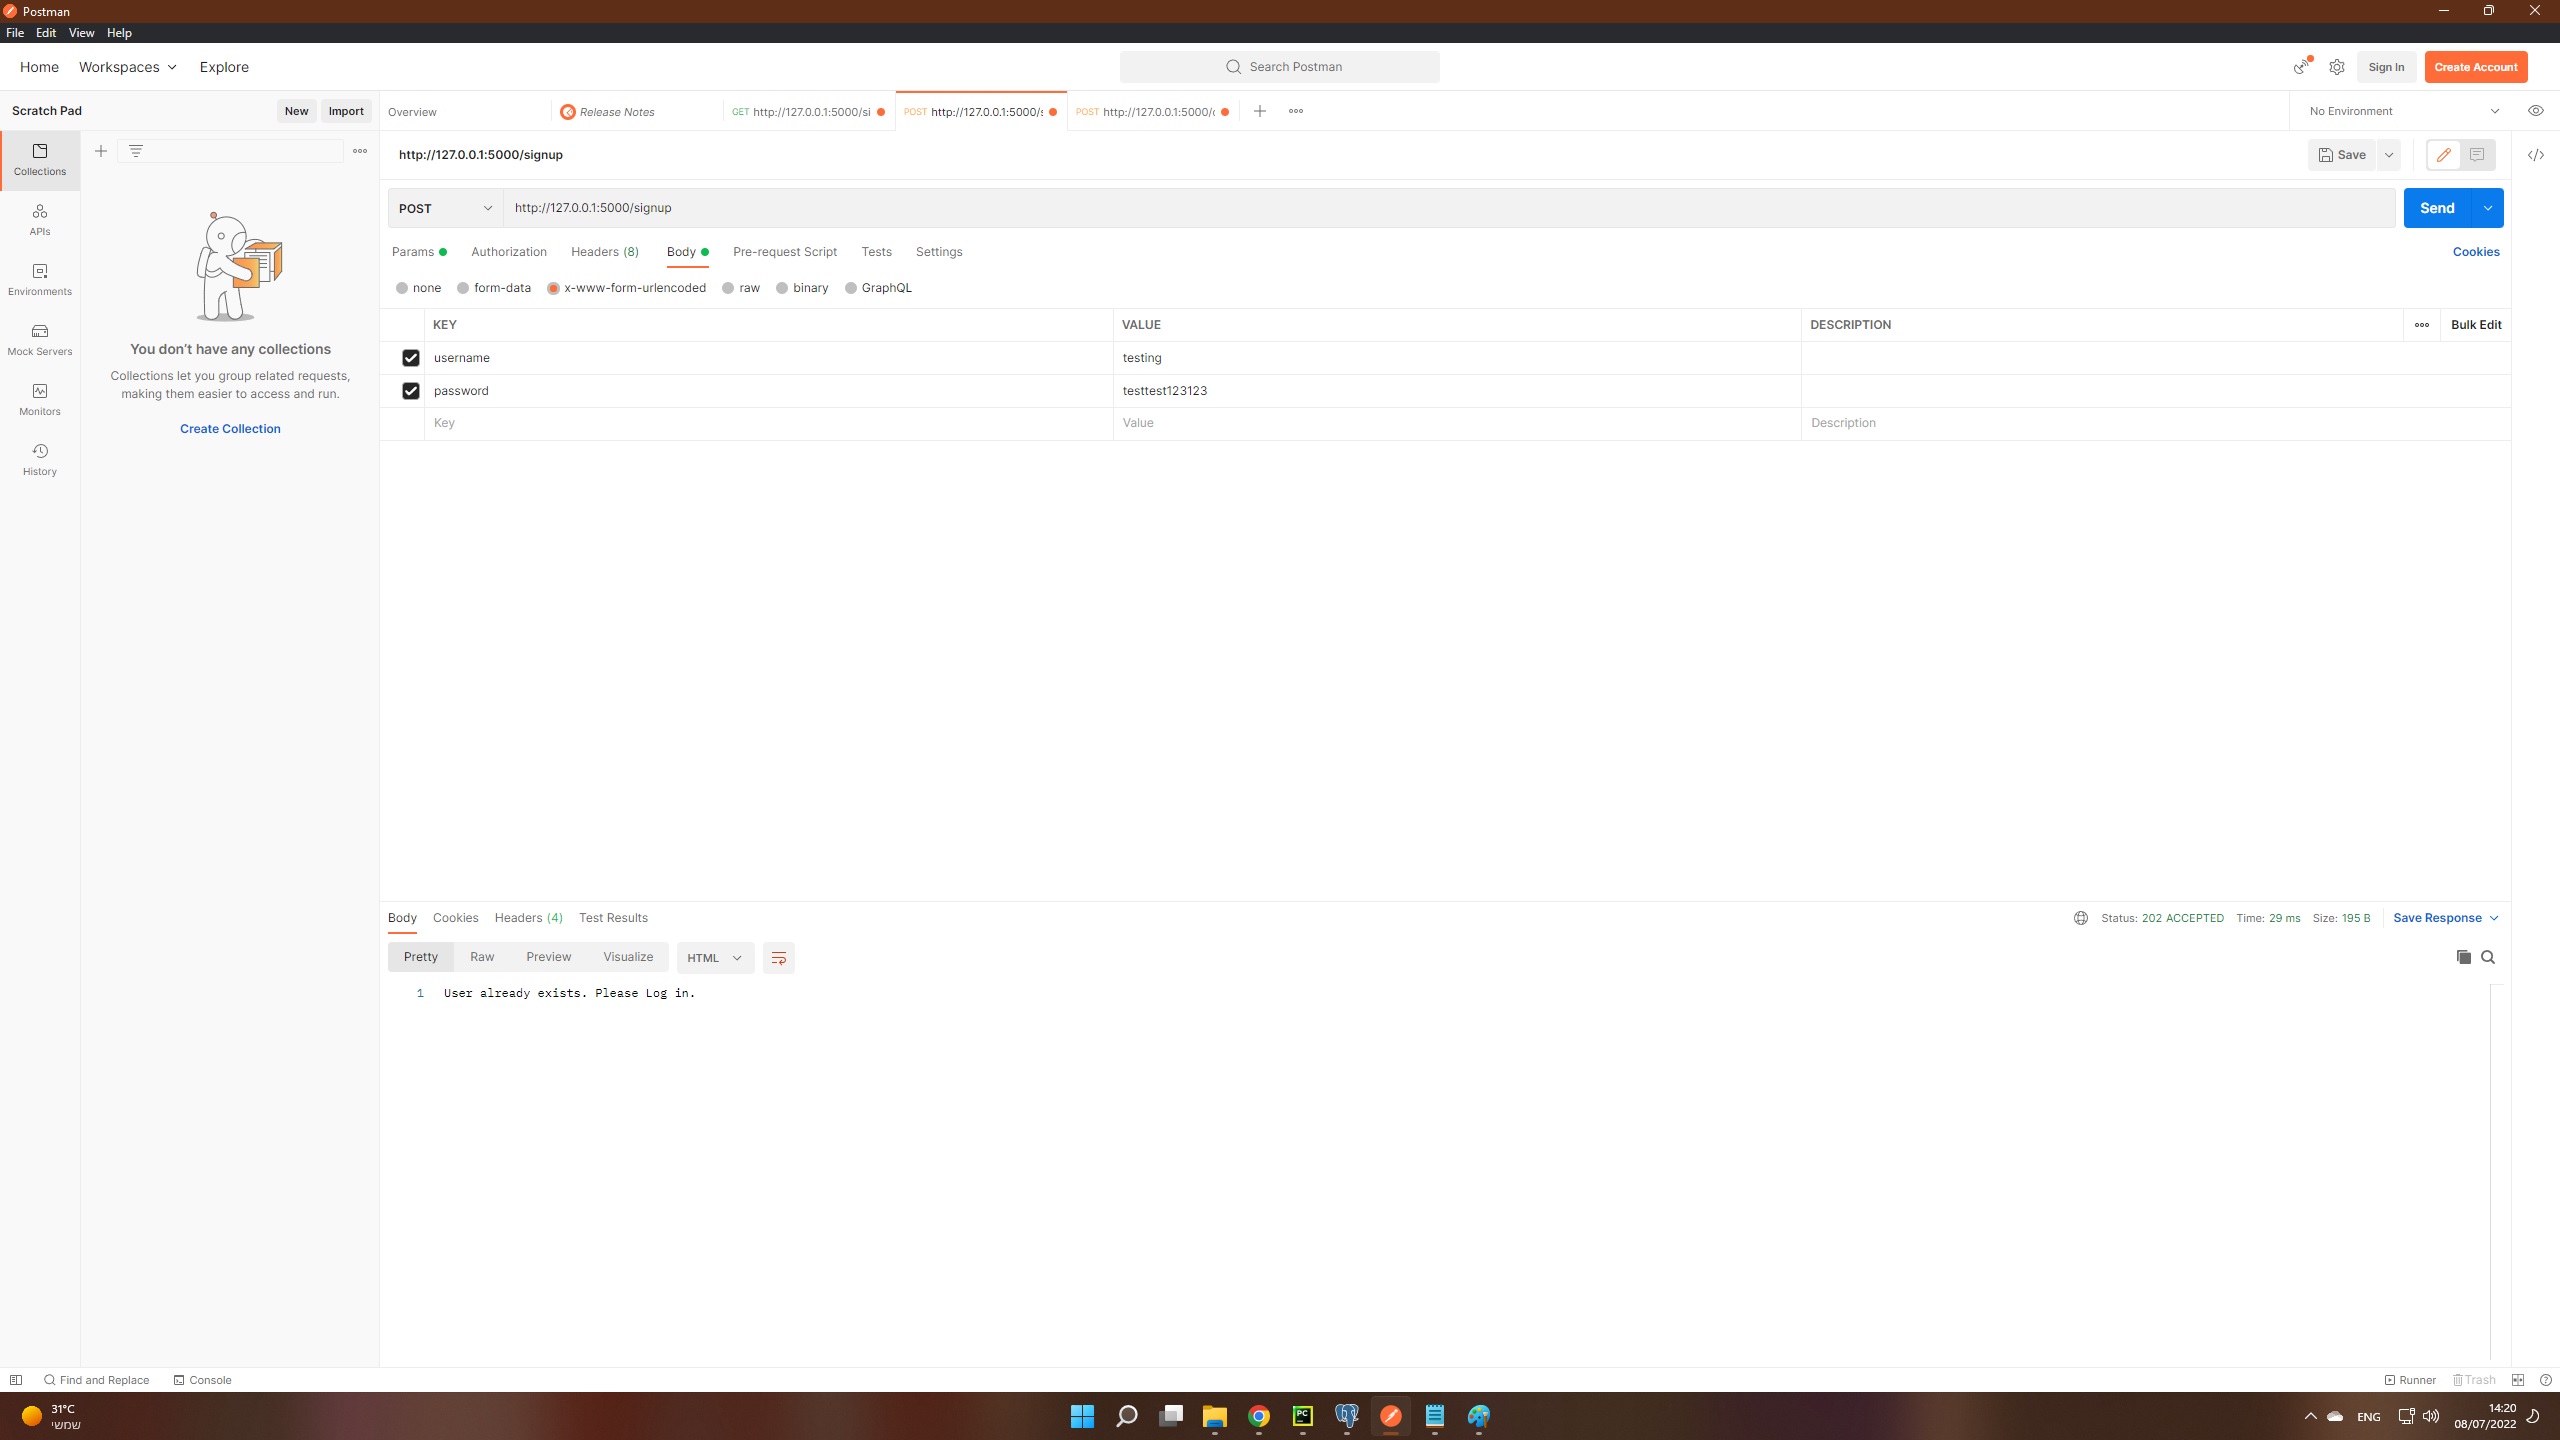 Postman
File Edit View Help
Home Workspaces Explore
Search Postman
Sign In
Create Account
Scratch Pad
New
Import
Overview
Release Notes
GET http://127.0.0.1:5000/si
POST http://127.0.0.1:5000/s
POST http://127.0.0.1:5000/
No Environment
Collections
APIs
Environments
Mock Servers
Monitors
History
You don’t have any collections
Collections let you group related requests,
making them easier to access and run.
Create Collection
http://127.0.0.1:5000/signup
Save
POST
http://127.0.0.1:5000/signup
Send
Params Authorization Headers (8) Body Pre-request Script Tests Settings
Cookies
none form-data x-www-form-urlencoded raw binary GraphQL
KEY VALUE DESCRIPTION
Bulk Edit
username testing
password testtest123123
Key Value Description
Body Cookies Headers (4) Test Results
Status: 202 ACCEPTED Time: 29 ms Size: 195 B
Save Response
Pretty Raw Preview Visualize HTML
1 User already exists. Please Log in.
Find and Replace Console
Runner Trash
31°C
שמשי
PC
ENG
14:20
08/07/2022